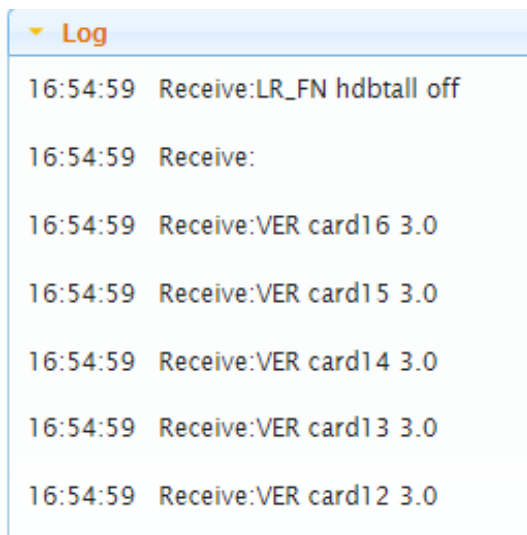 Log
16:54:59 Receive:LR_FN hdbtall off
16:54:59 Receive:
16:54:59 Receive:VER card16 3.0
16:54:59 Receive:VER card15 3.0
16:54:59 Receive:VER card14 3.0
16:54:59 Receive:VER card13 3.0
16:54:59 Receive:VER card12 3.0